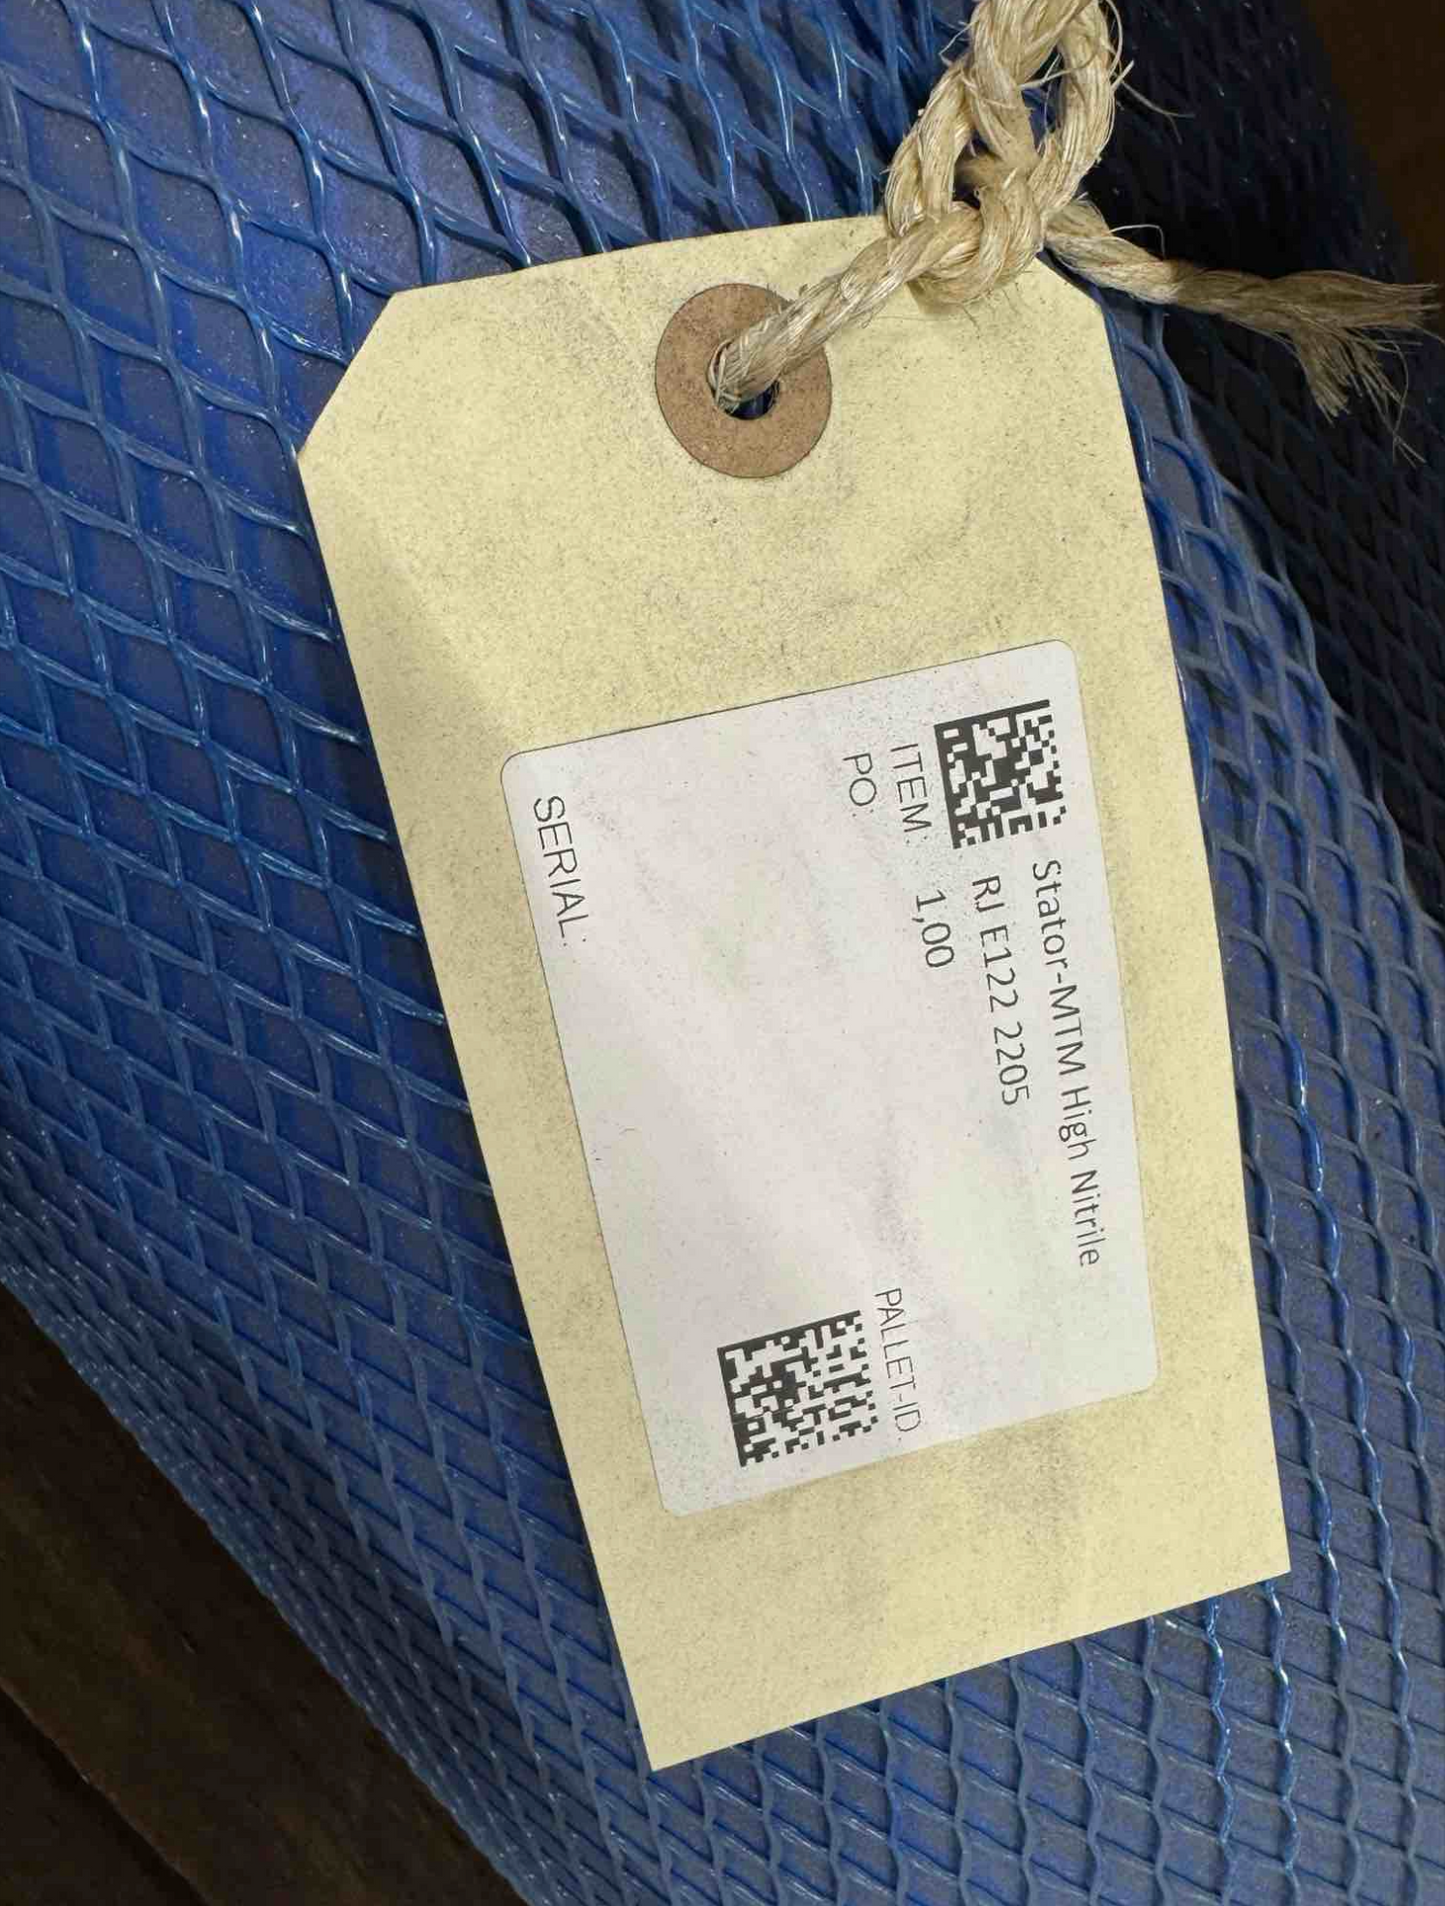 Stator-MTM High Nitrile
RJ E122 2205
ITEM: 1,00
PO:
PALLET-ID:
SERIAL: